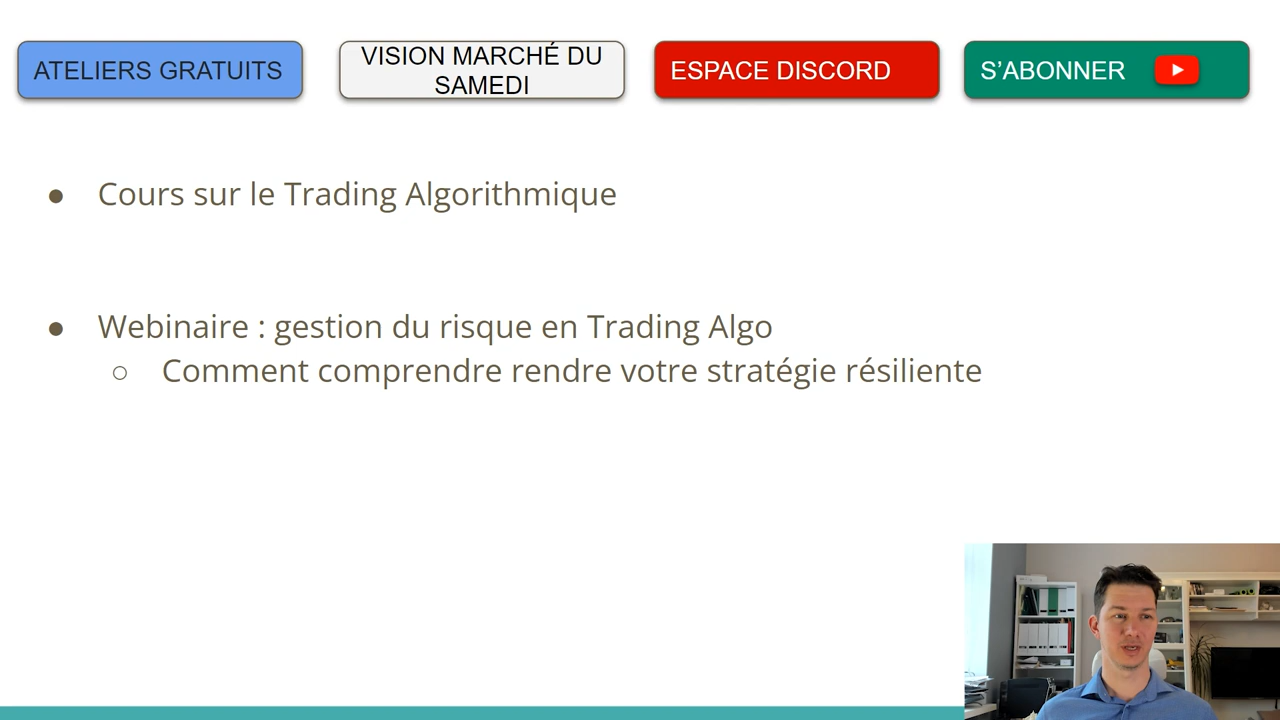 ATELIERS GRATUITS
VISION MARCHÉ DU
SAMEDI
ESPACE DISCORD
S’ABONNER
● Cours sur le Trading Algorithmique
● Webinaire : gestion du risque en Trading Algo
○ Comment comprendre rendre votre stratégie résiliente